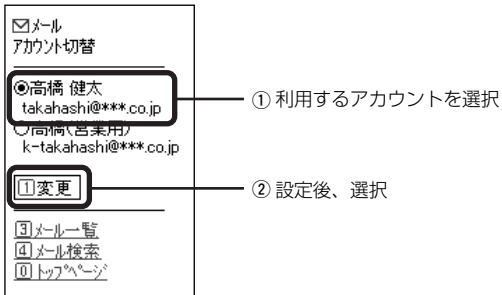 メール
アカウント切替
◉高橋 健太
takahashi@***.co.jp
○高橋(営業用)
k-takahashi@***.co.jp
1変更
3メール一覧
4メール検索
0トップページ
① 利用するアカウントを選択
② 設定後、選択